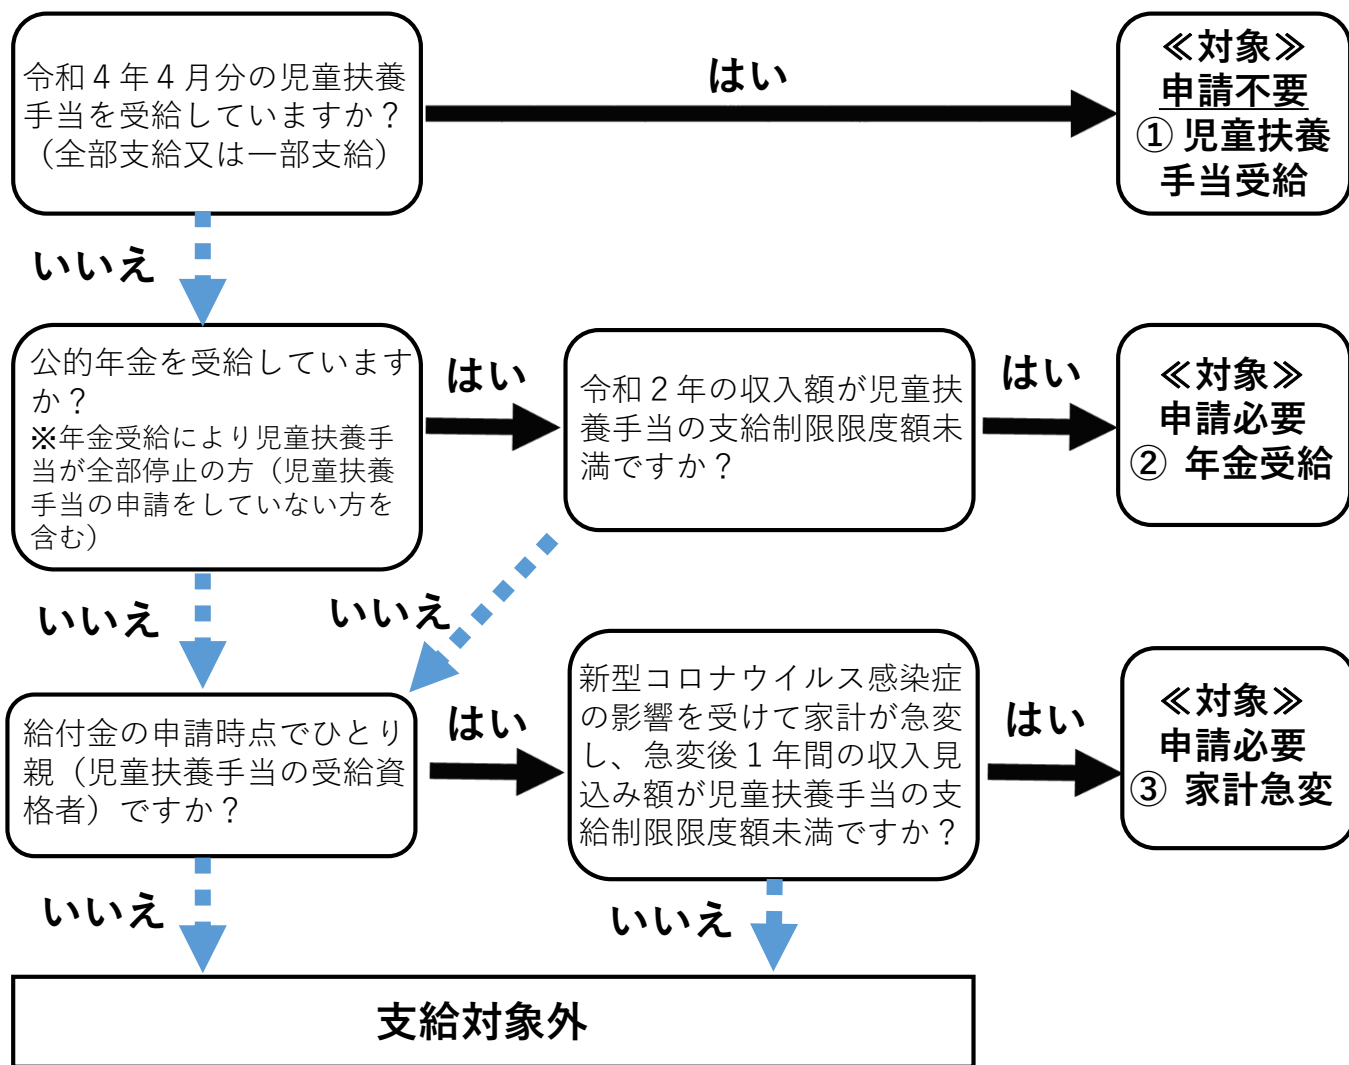 令和４年４月分の児童扶養
手当を受給していますか？
（全部支給又は一部支給）
はい
≪対象≫
申請不要
① 児童扶養
手当受給
いいえ
公的年金を受給しています
か？
※年金受給により児童扶養手
当が全部停止の方（児童扶養
手当の申請をしていない方を
含む）
はい
令和２年の収入額が児童扶
養手当の支給制限限度額未
満ですか？
はい
≪対象≫
申請必要
② 年金受給
いいえ
いいえ
給付金の申請時点でひとり
親（児童扶養手当の受給資
格者）ですか？
はい
新型コロナウイルス感染症
の影響を受けて家計が急変
し、急変後１年間の収入見
込み額が児童扶養手当の支
給制限限度額未満ですか？
はい
≪対象≫
申請必要
③ 家計急変
いいえ
いいえ
支給対象外